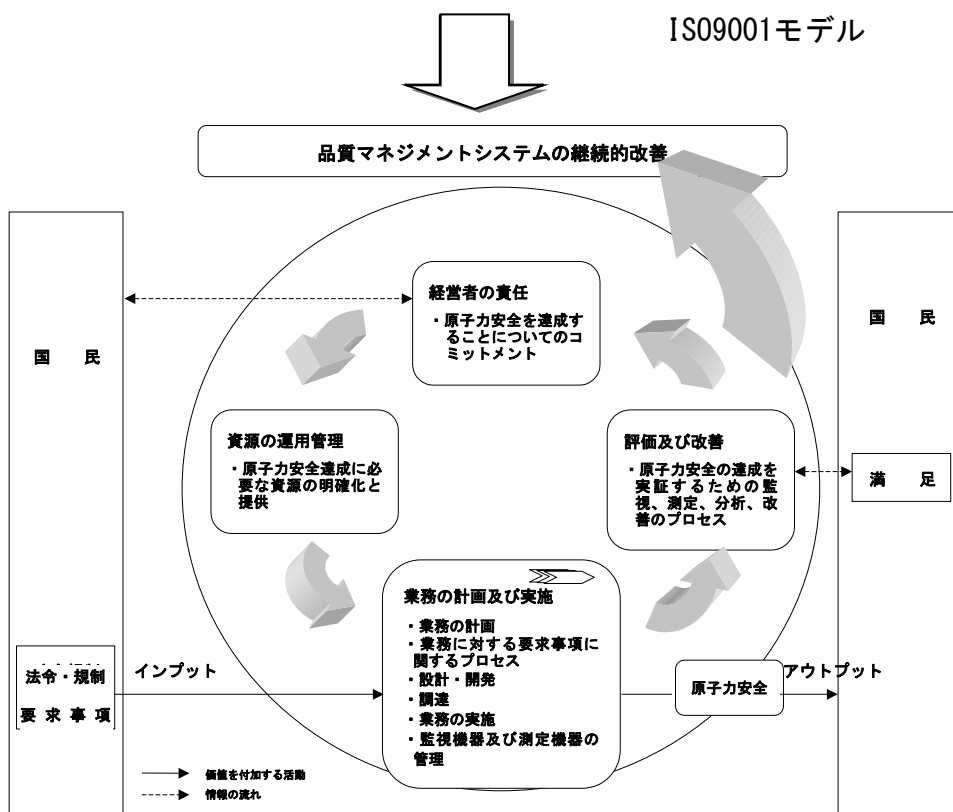 ISO9001モデル
品質マネジメントシステムの継続的改善
経営者の責任
・原子力安全を達成す
ることについてのコ
ミットメント
国 民
国 民
資源の運用管理
・原子力安全達成に必
要な資源の明確化と
提供
評価及び改善
・原子力安全の達成を
実証するための監
視、測定、分析、改
善のプロセス
満 足
業務の計画及び実施
・業務の計画
・業務に対する要求事項に
関するプロセス
・設計・開発
・調達
・業務の実施
・監視機器及び測定機器の
管理
法令・規制
要 求 事 項
インプット
原子力安全
アウトプット
価値を付加する活動
情報の流れ